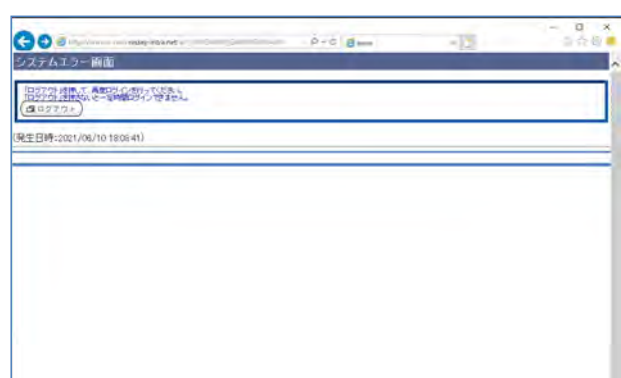 システムエラー画面
「ログアウト」を押して、再度ログインを行ってください。
「ログアウト」を押さないと一定時間ログインできません。
ログアウト
(発生日時:2021/06/10 18:08:41)